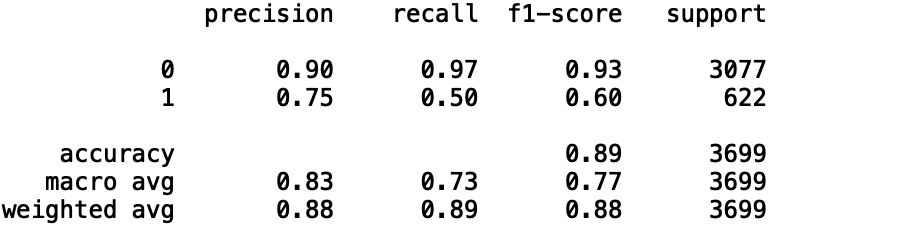 precision recall f1-score support
0 0.90 0.97 0.93 3077
1 0.75 0.50 0.60 622
accuracy 0.89 3699
macro avg 0.83 0.73 0.77 3699
weighted avg 0.88 0.89 0.88 3699